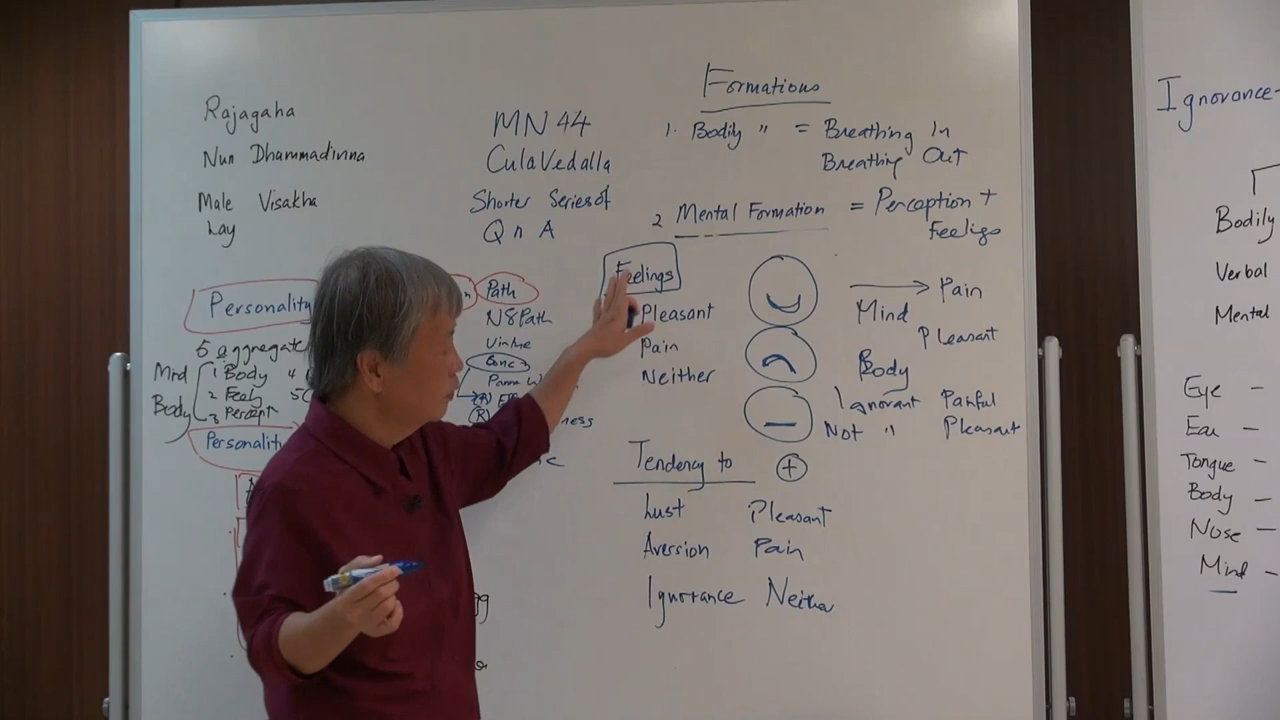 Rajagaha
Nun Dhammadinna
Male Visakha
Lay
MN 44
CulaVedalla
Shorter Series of
Q n A
Formations
1. Bodily " = Breathing In
Breathing Out
2 Mental Formation = Perception +
Feelings
Personality
5 aggregate
Mind
Body
1 Body
2 Feely
3 Percept
Personality
Path
N8Path
Virtue
Conc
Feelings
Pleasant
Pain
Neither
→ Pain
Mind
Pleasant
Body
Ignorant Painful
Not " Pleasant
Tendency to +
Lust Pleasant
Aversion Pain
Ignorance Neither
Ignorance
Bodily
Verbal
Mental
Eye -
Ear -
Tongue -
Body -
Nose -
Mind -